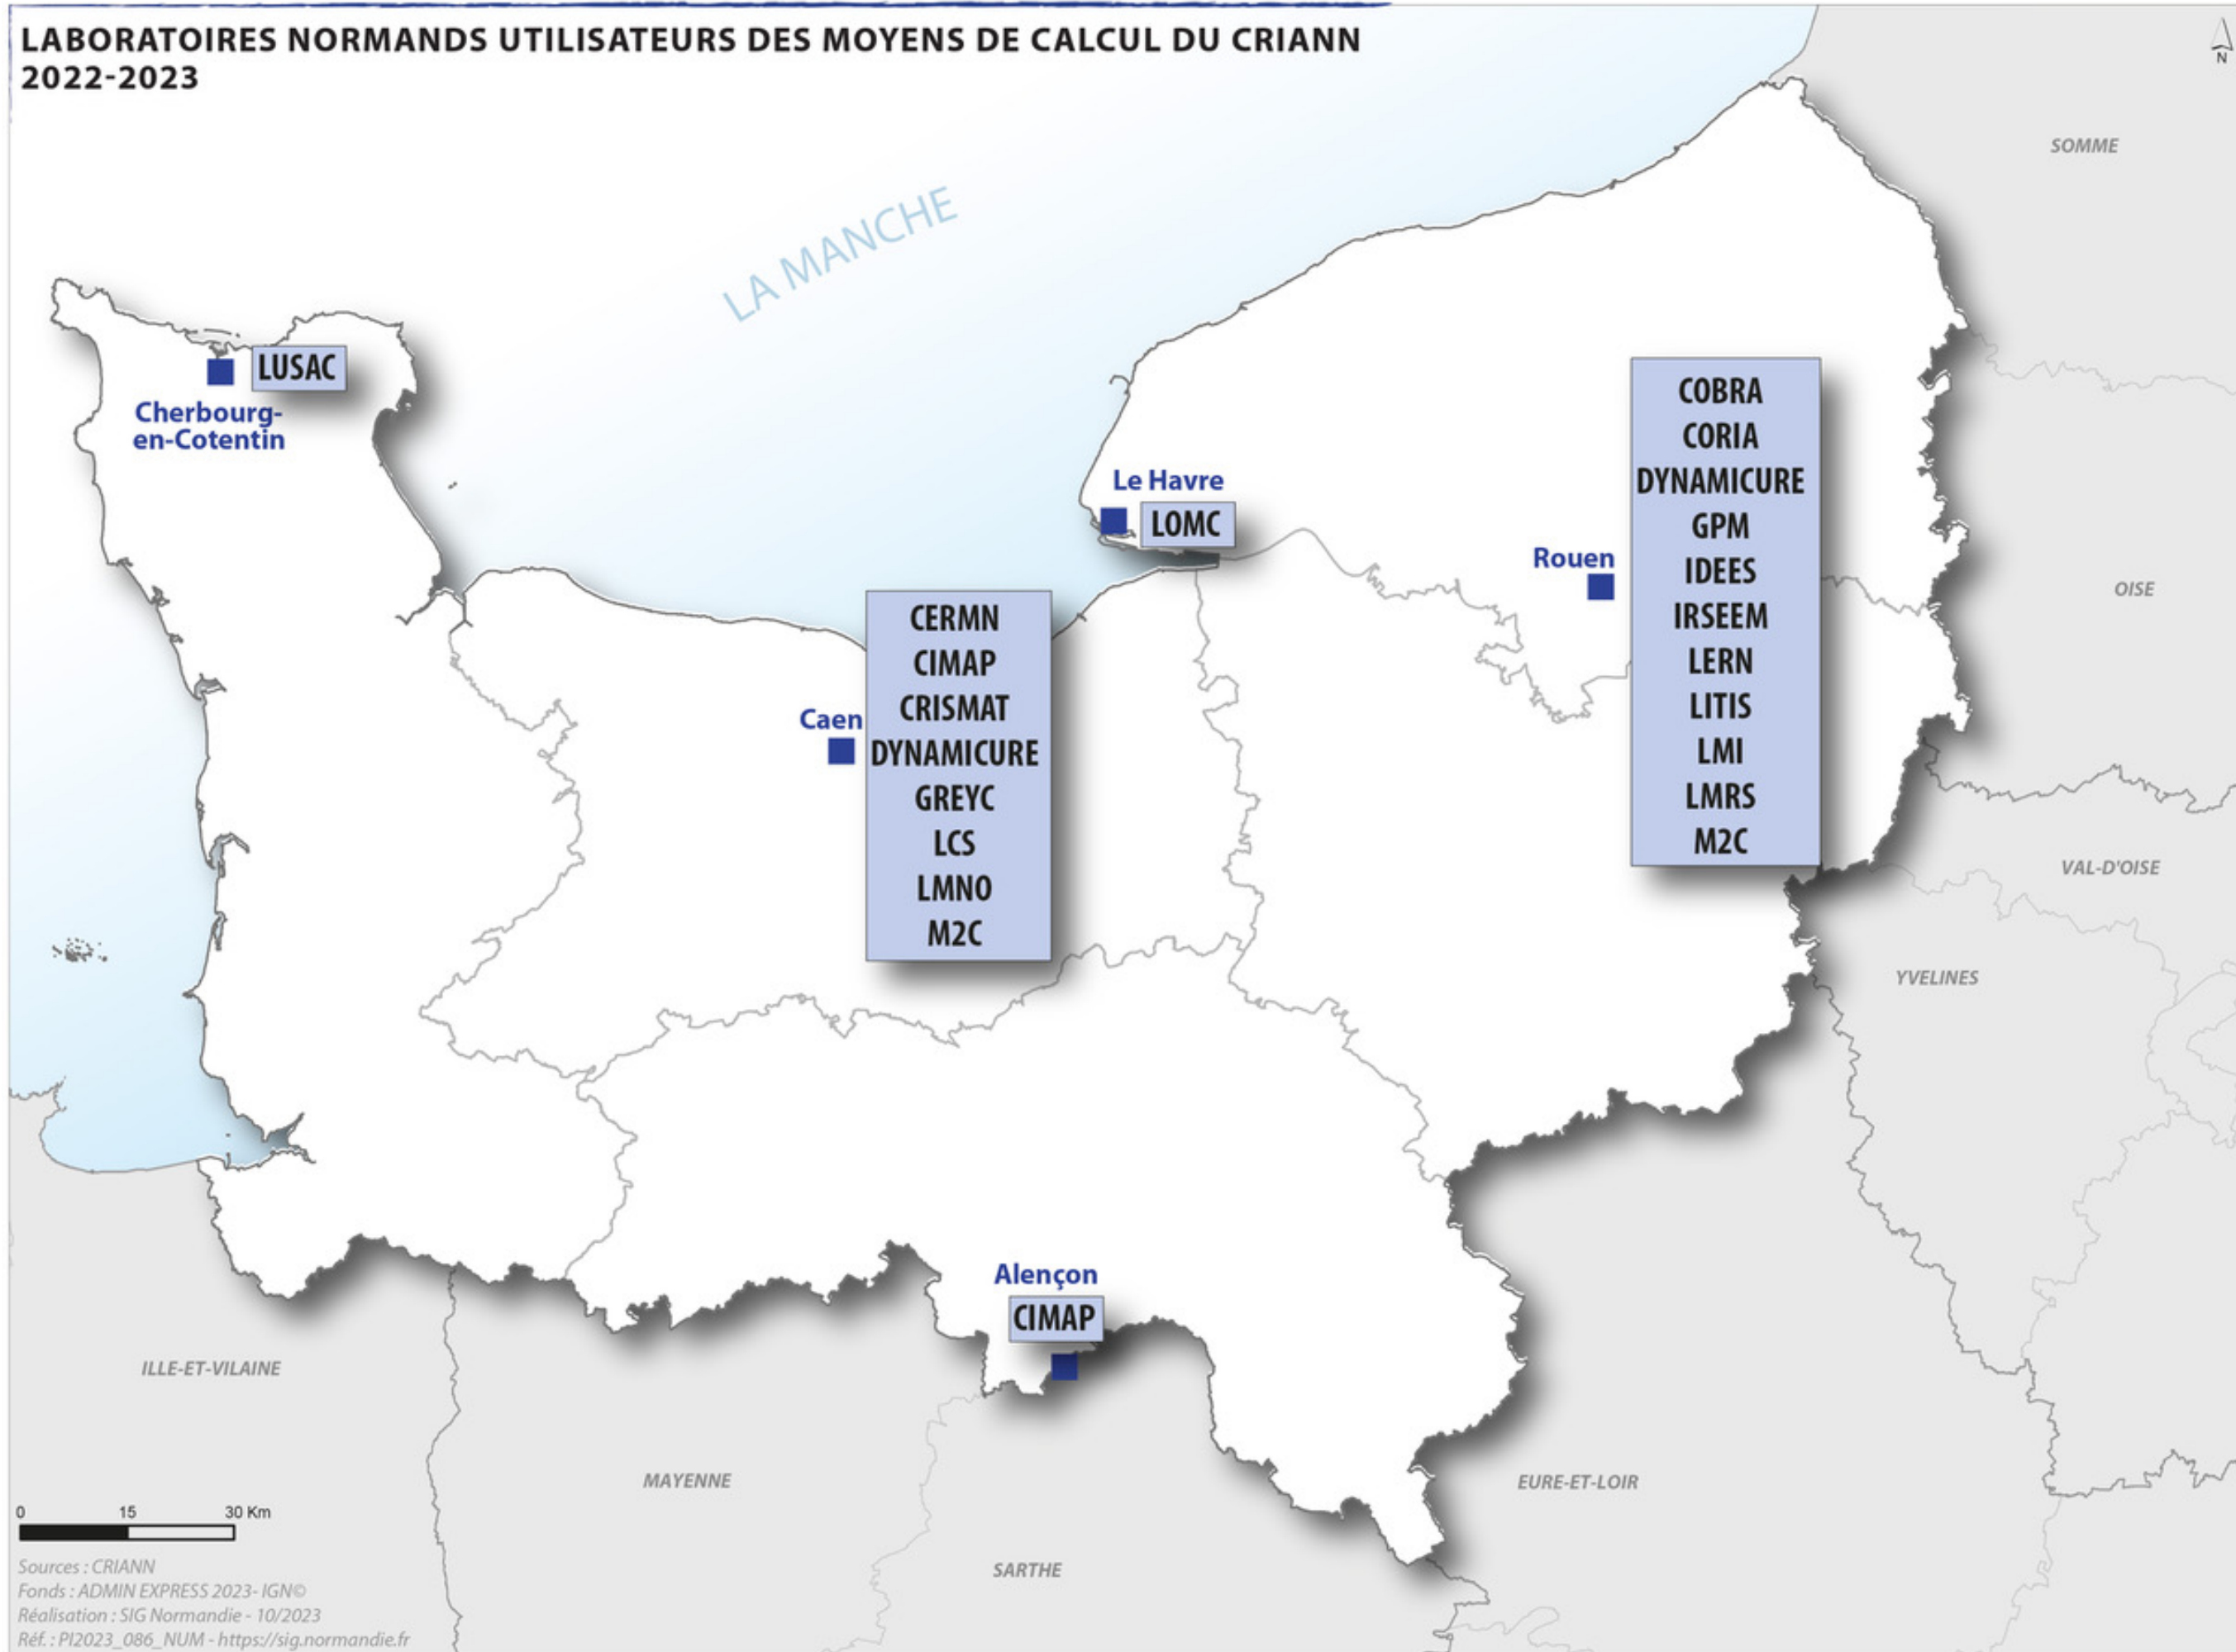 LABORATOIRES NORMANDS UTILISATEURS DES MOYENS DE CALCUL DU CRIANN
2022-2023
N
SOMME
LA MANCHE
LUSAC
Cherbourg-
en-Cotentin
Le Havre
LOMC
Rouen
COBRA
CORIA
DYNAMICURE
GPM
IDEES
IRSEEM
LERN
LITIS
LMI
LMRS
M2C
OISE
Caen
CERMN
CIMAP
CRISMAT
DYNAMICURE
GREYC
LCS
LMNO
M2C
VAL-D'OISE
YVELINES
Alençon
CIMAP
ILLE-ET-VILAINE
MAYENNE
EURE-ET-LOIR
SARTHE
0 15 30 Km
Sources : CRIANN
Fonds : ADMIN EXPRESS 2023- IGN©
Réalisation : SIG Normandie - 10/2023
Réf. : PI2023_086_NUM - https://sig.normandie.fr